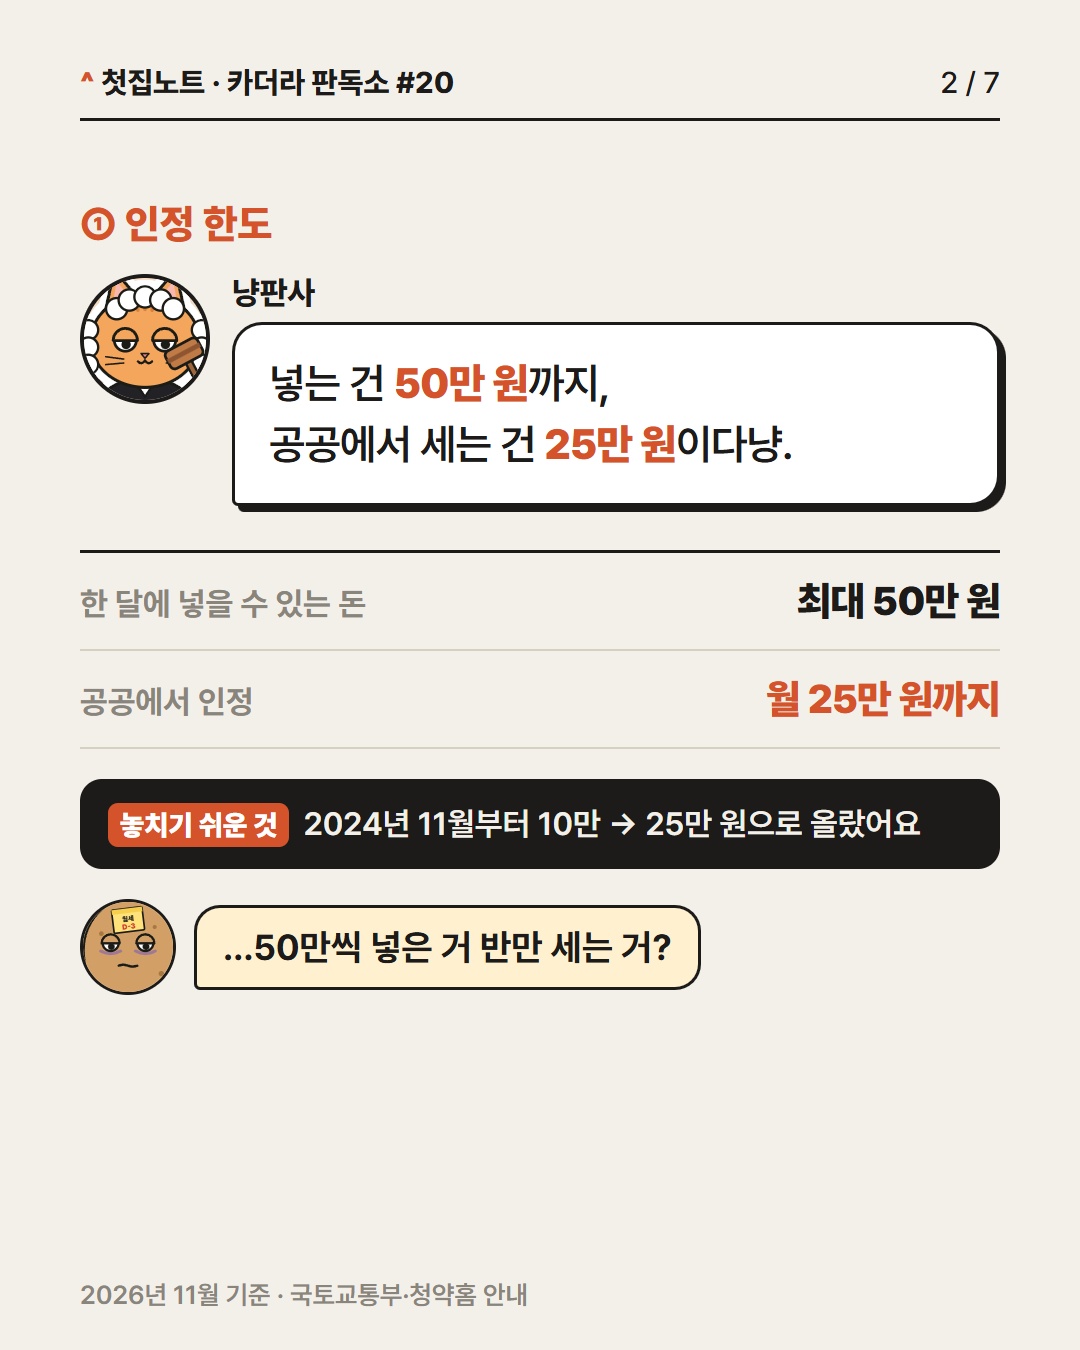 ^ 첫집노트 · 카더라 판독소 #20
2 / 7
① 인정 한도
냥판사
넣는 건 50만 원까지,
공공에서 세는 건 25만 원이다냥.
한 달에 넣을 수 있는 돈
최대 50만 원
공공에서 인정
월 25만 원까지
놓치기 쉬운 것 2024년 11월부터 10만 → 25만 원으로 올랐어요
월세
D-3
...50만씩 넣은 거 반만 세는 거?
2026년 11월 기준 · 국토교통부·청약홈 안내